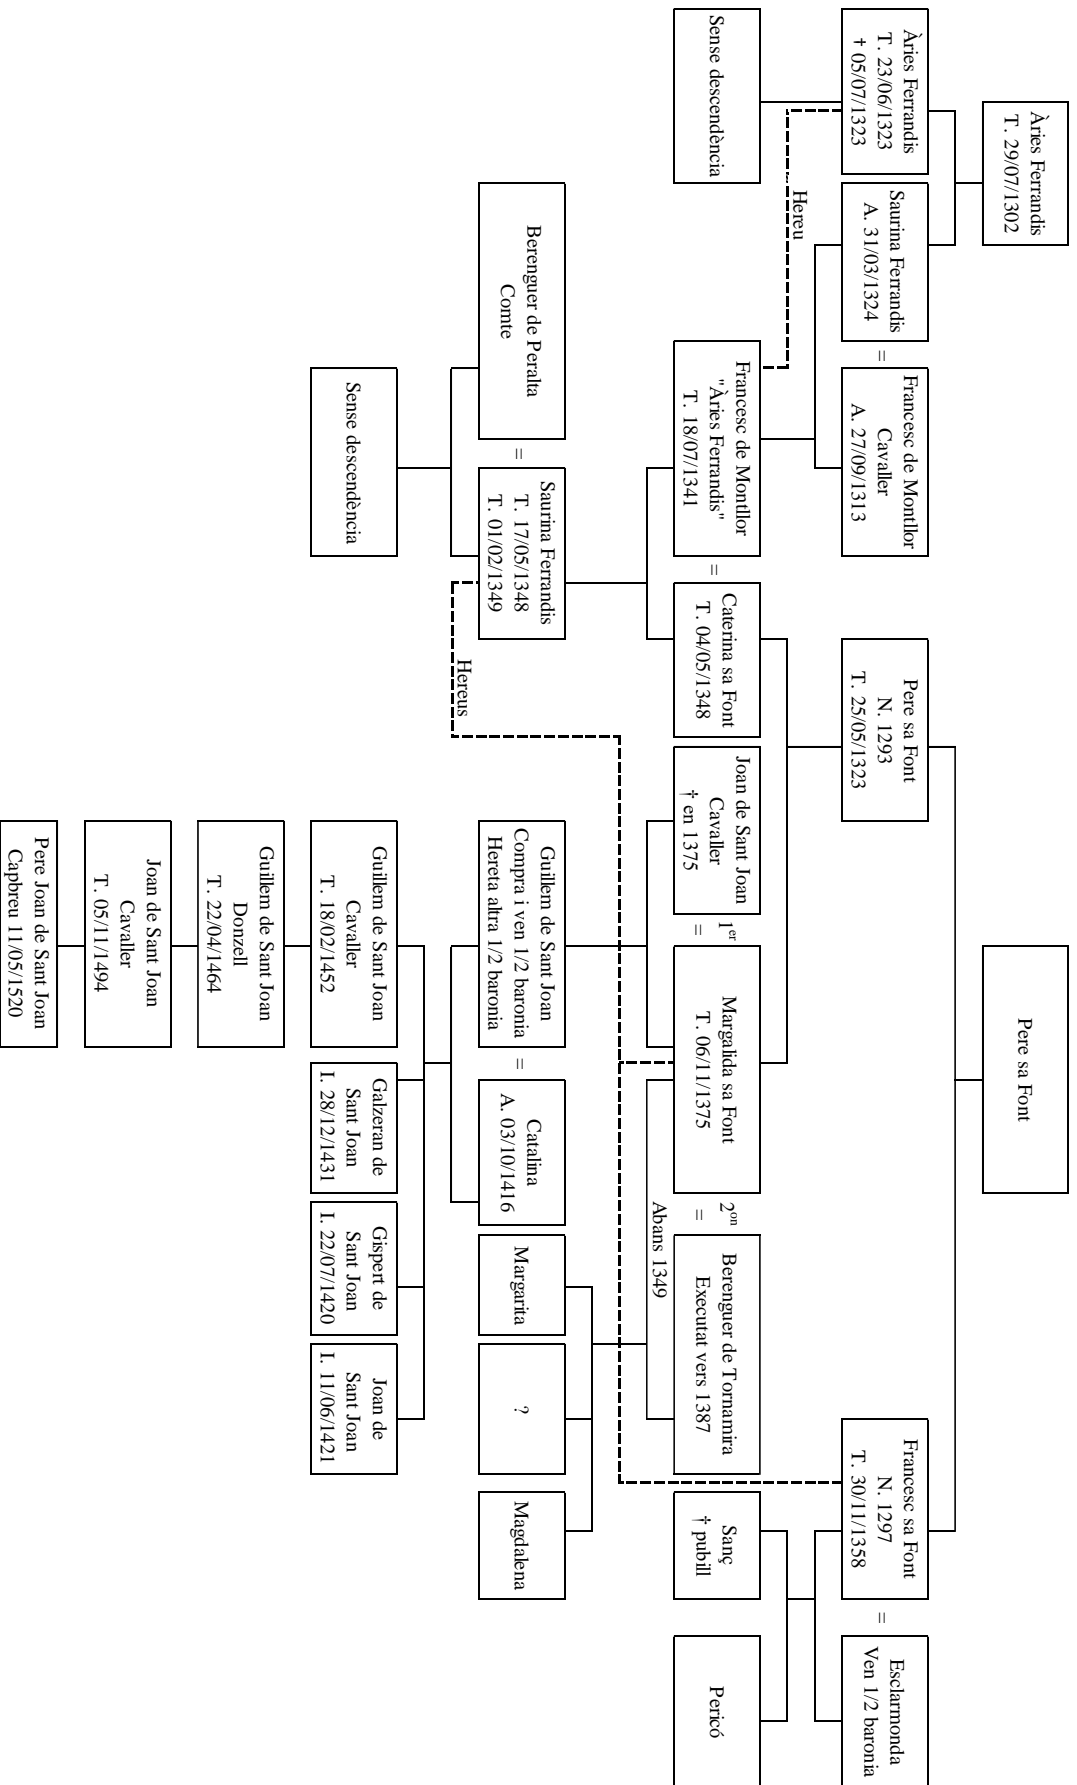 Àries Ferrandis
T. 29/07/1302
Pere sa Font
Àries Ferrandis
T. 23/06/1323
† 05/07/1323
Saurina Ferrandis
A. 31/03/1324
=
Francesc de Montllor
Cavaller
A. 27/09/1313
Pere sa Font
N. 1293
T. 25/05/1323
Francesc sa Font
N. 1297
T. 30/11/1358
=
Esclarmonda
Ven 1/2 baronia
Hereu
Sense descendència
Francesc de Montllor
"Àries Ferrandis"
T. 18/07/1341
=
Caterina sa Font
T. 04/05/1348
Joan de Sant Joan
Cavaller
† en 1375
1er
=
Margalida sa Font
T. 06/11/1375
2on
=
Berenguer de Tornamira
Executat vers 1387
Sanç
† pubill
Pericó
Abans 1349
Berenguer de Peralta
Comte
=
Saurina Ferrandis
T. 17/05/1348
T. 01/02/1349
Guillem de Sant Joan
Compra i ven 1/2 baronia
Hereta altra 1/2 baronia
=
Catalina
A. 03/10/1416
Margarita
?
Magdalena
Hereus
Sense descendència
Guillem de Sant Joan
Cavaller
T. 18/02/1452
Galzeran de
Sant Joan
I. 28/12/1431
Gispert de
Sant Joan
I. 22/07/1420
Joan de
Sant Joan
I. 11/06/1421
Guillem de Sant Joan
Donzell
T. 22/04/1464
Joan de Sant Joan
Cavaller
T. 05/11/1494
Pere Joan de Sant Joan
Capbreu 11/05/1520